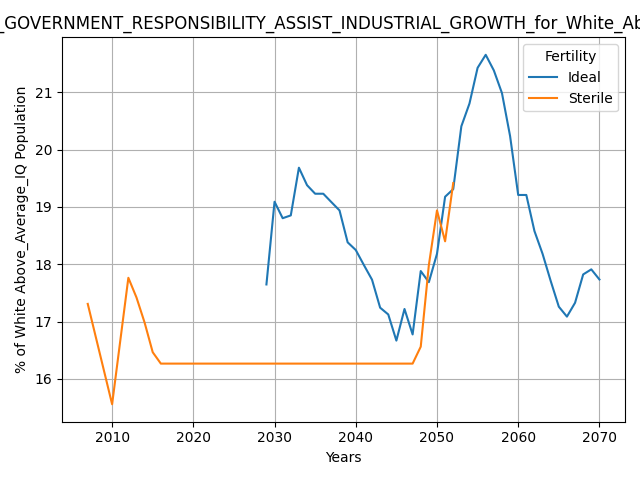 _GOVERNMENT_RESPONSIBILITY_ASSIST_INDUSTRIAL_GROWTH_for_White_Ab
Fertility
Ideal
Sterile
% of White Above_Average_IQ Population
21
20
19
18
17
16
2010 2020 2030 2040 2050 2060 2070
Years